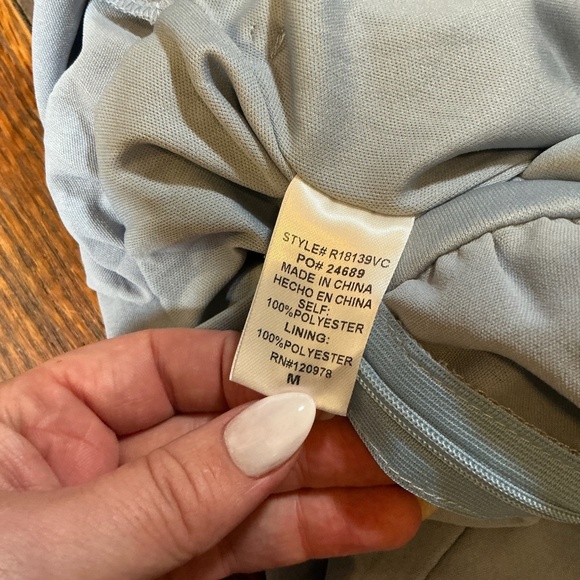 STYLE# R18139VC
PO# 24689
MADE IN CHINA
HECHO EN CHINA
SELF:
100%POLYESTER
LINING:
100%POLYESTER
RN#120978
M